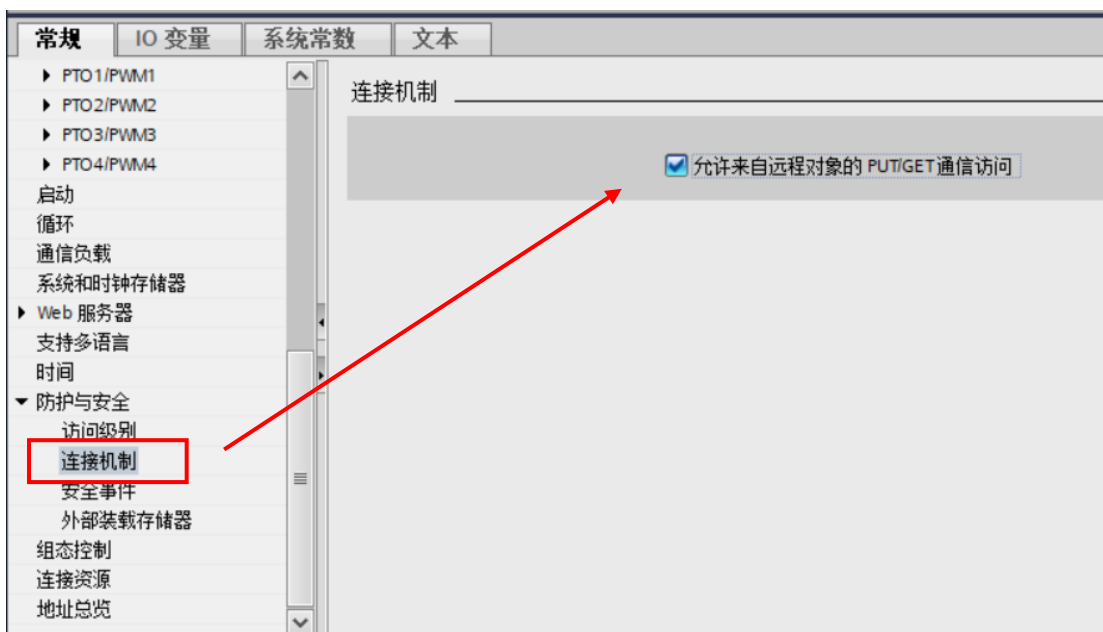 常规 IO 变量 系统常数 文本
PTO1/PWM1
PTO2/PWM2
PTO3/PWM3
PTO4/PWM4
启动
循环
通信负载
系统和时钟存储器
Web 服务器
支持多语言
时间
防护与安全
访问级别
连接机制
安全事件
外部装载存储器
组态控制
连接资源
地址总览
连接机制
允许来自远程对象的 PUT/GET 通信访问